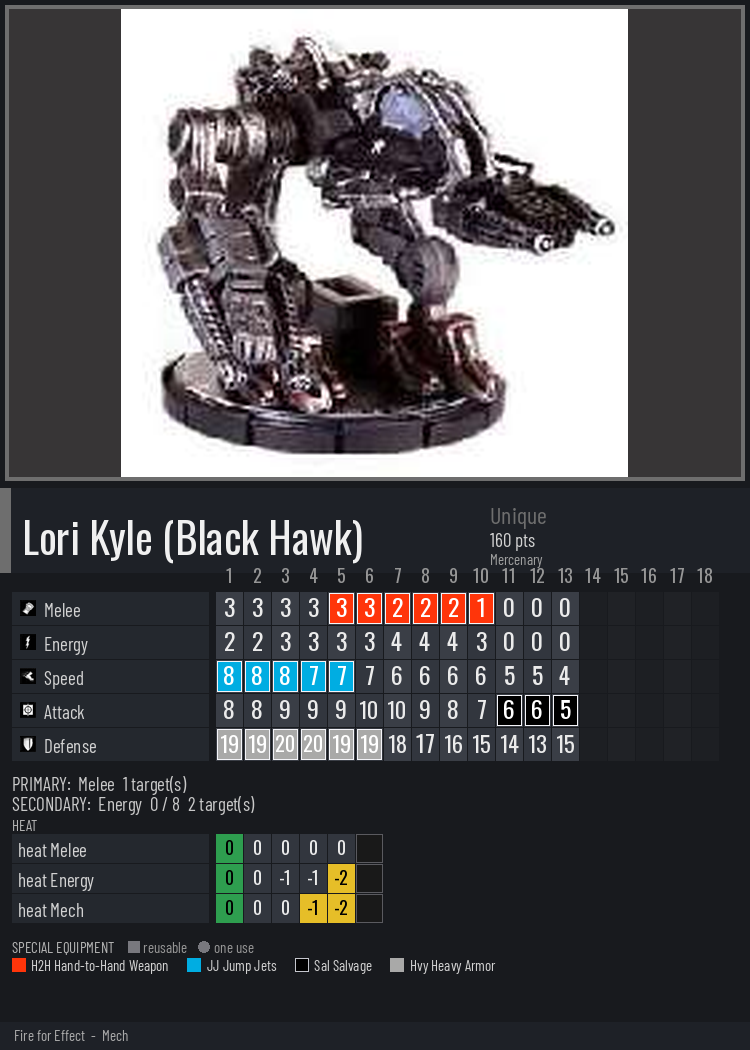 Lori Kyle (Black Hawk)
Unique
160 pts
Mercenary
1 2 3 4 5 6 7 8 9 10 11 12 13 14 15 16 17 18
Melee 3 3 3 3 3 3 2 2 2 1 0 0 0
Energy 2 2 3 3 3 3 4 4 4 3 0 0 0
Speed 8 8 8 7 7 7 6 6 6 6 5 5 4
Attack 8 8 9 9 9 10 10 9 8 7 6 6 5
Defense 19 19 20 20 19 19 18 17 16 15 14 13 15
PRIMARY: Melee 1 target(s)
SECONDARY: Energy 0 / 8 2 target(s)
HEAT
heat Melee 0 0 0 0 0
heat Energy 0 0 -1 -1 -2
heat Mech 0 0 0 -1 -2
SPECIAL EQUIPMENT reusable one use
H2H Hand-to-Hand Weapon JJ Jump Jets Sal Salvage Hvy Heavy Armor
Fire for Effect - Mech